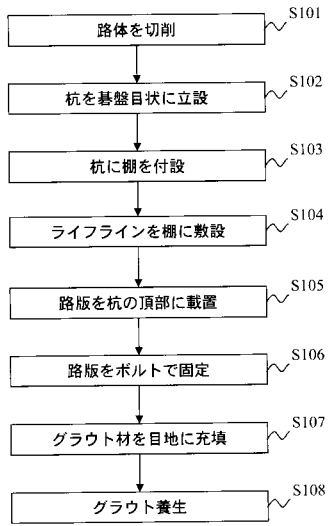 S101
路体を切削
S102
杭を碁盤目状に立設
S103
杭に棚を付設
S104
ライフラインを棚に敷設
S105
路版を杭の頂部に載置
S106
路版をボルトで固定
S107
グラウト材を目地に充填
S108
グラウト養生